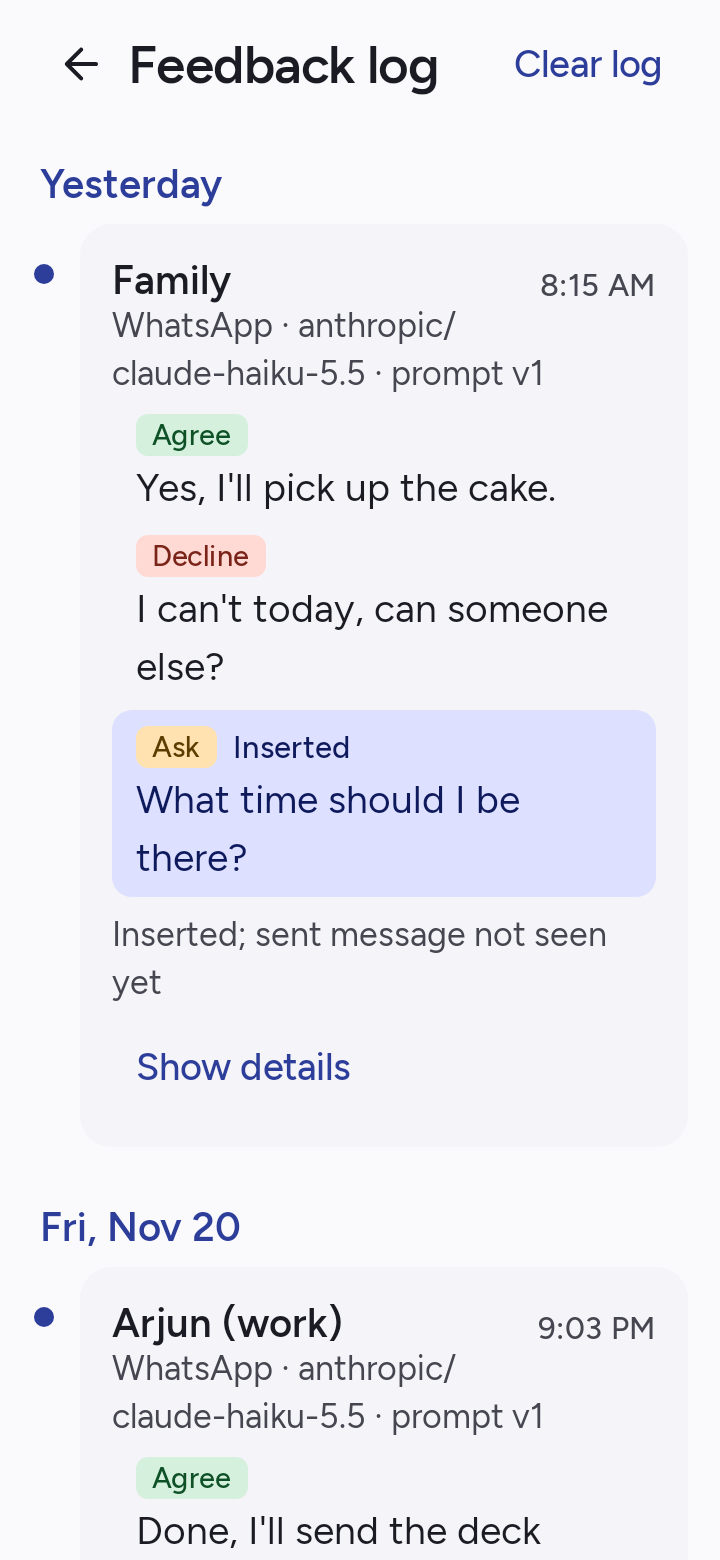 Feedback log
Clear log
Yesterday
Family
8:15 AM
WhatsApp · anthropic/
claude-haiku-5.5 · prompt v1
Agree
Yes, I'll pick up the cake.
Decline
I can't today, can someone
else?
Ask Inserted
What time should I be
there?
Inserted; sent message not seen
yet
Show details
Fri, Nov 20
Arjun (work)
9:03 PM
WhatsApp · anthropic/
claude-haiku-5.5 · prompt v1
Agree
Done, I'll send the deck